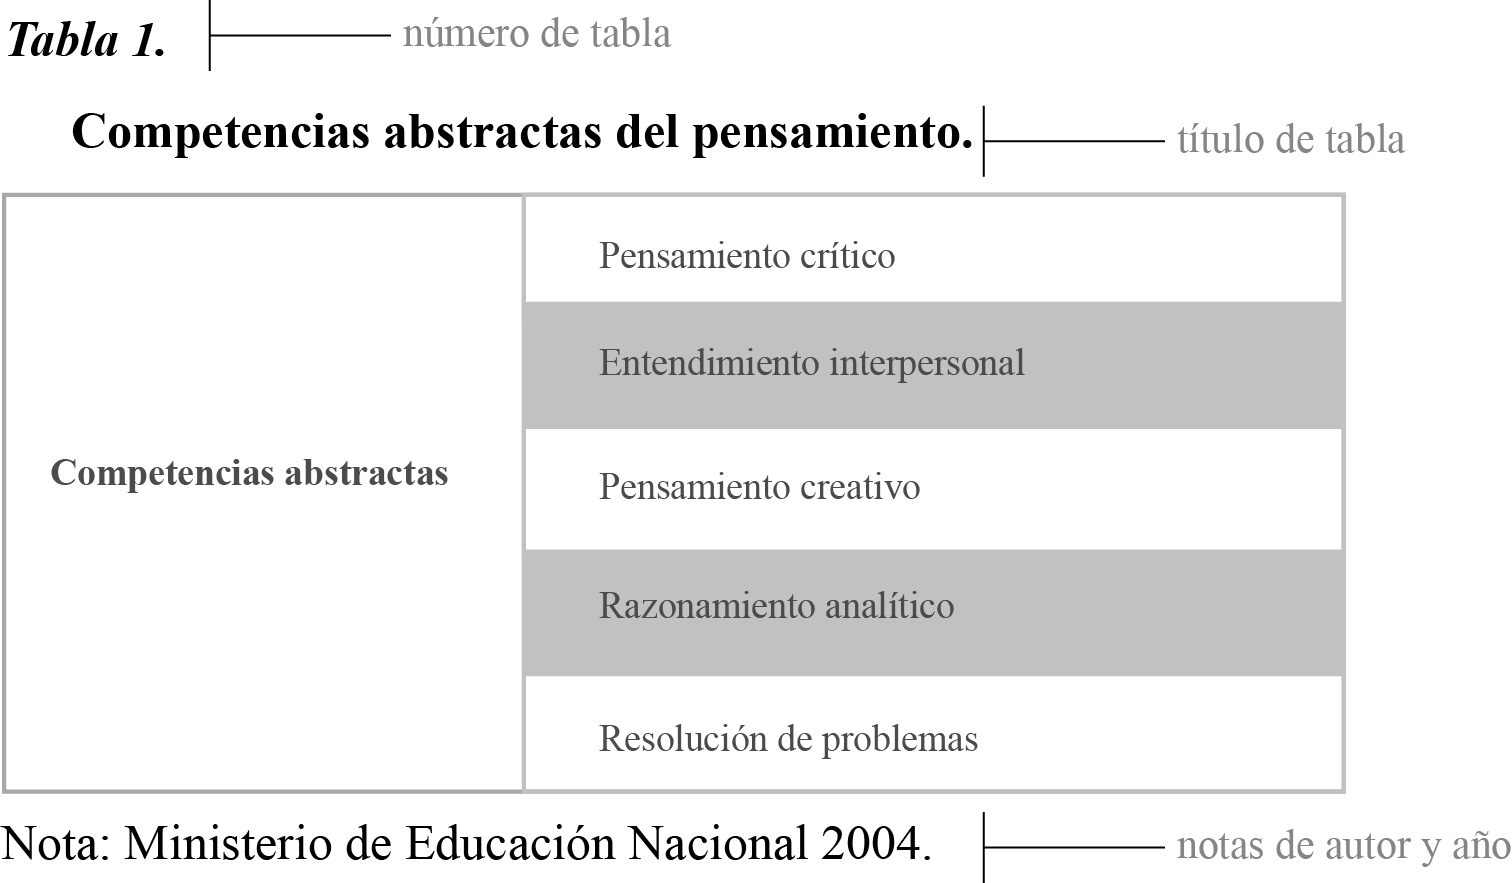 Tabla 1. número de tabla
Competencias abstractas del pensamiento. título de tabla
Pensamiento crítico
Entendimiento interpersonal
Competencias abstractas
Pensamiento creativo
Razonamiento analítico
Resolución de problemas
Nota: Ministerio de Educación Nacional 2004. notas de autor y año